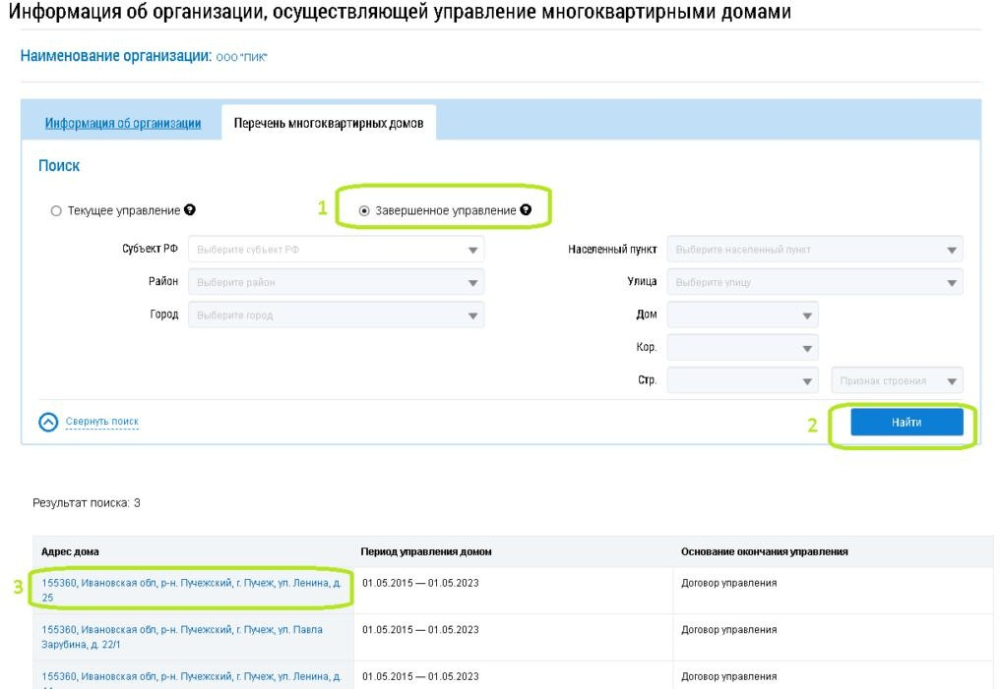 Информация об организации, осуществляющей управление многоквартирными домами
Наименование организации: ООО "ПИК"
Информация об организации Перечень многоквартирных домов
Поиск
Текущее управление ? 1 Завершенное управление ?
Субъект РФ Выберите субъект РФ Населенный пункт Выберите населенный пункт
Район Выберите район Улица Выберите улицу
Город Выберите город Дом
Кор.
Стр. Признак строения
Свернуть поиск 2 Найти
Результат поиска: 3
Адрес дома Период управления домом Основание окончания управления
3 155360, Ивановская обл, р-н. Пучежский, г. Пучеж, ул. Ленина, д. 01.05.2015 — 01.05.2023 Договор управления
25
155360, Ивановская обл, р-н. Пучежский, г. Пучеж, ул. Павла 01.05.2015 — 01.05.2023 Договор управления
Зарубина, д. 22/1
155360, Ивановская обл, р-н. Пучежский, г. Пучеж, ул. Ленина, д. 01.05.2015 — 01.05.2023 Договор управления